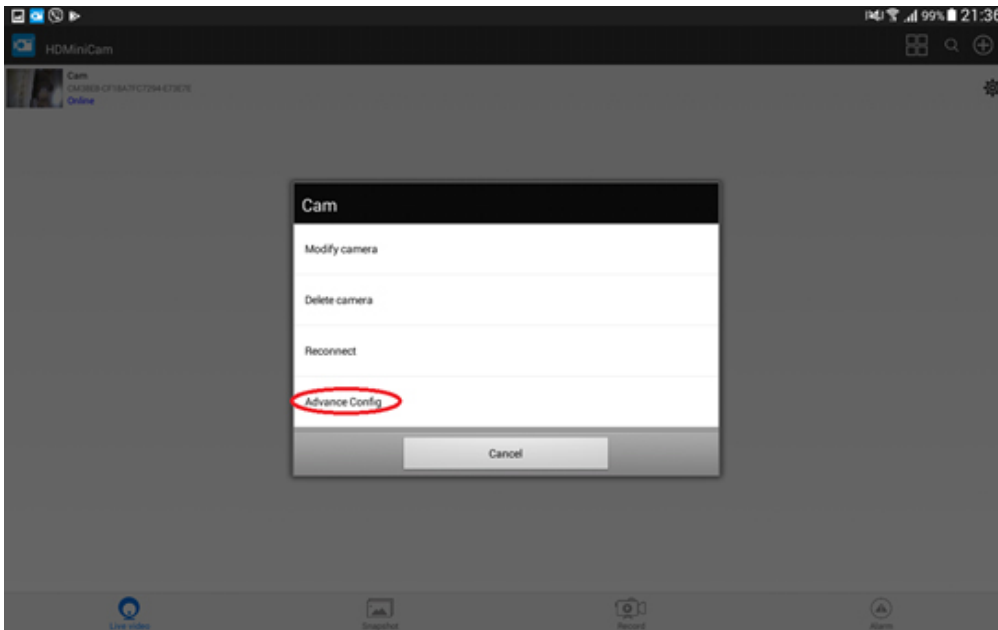 99% 21:36
HDMiniCam
Cam
Online
Cam
Modify camera
Delete camera
Reconnect
Advance Config
Cancel
Live video
Snapshot
Record
Alarm